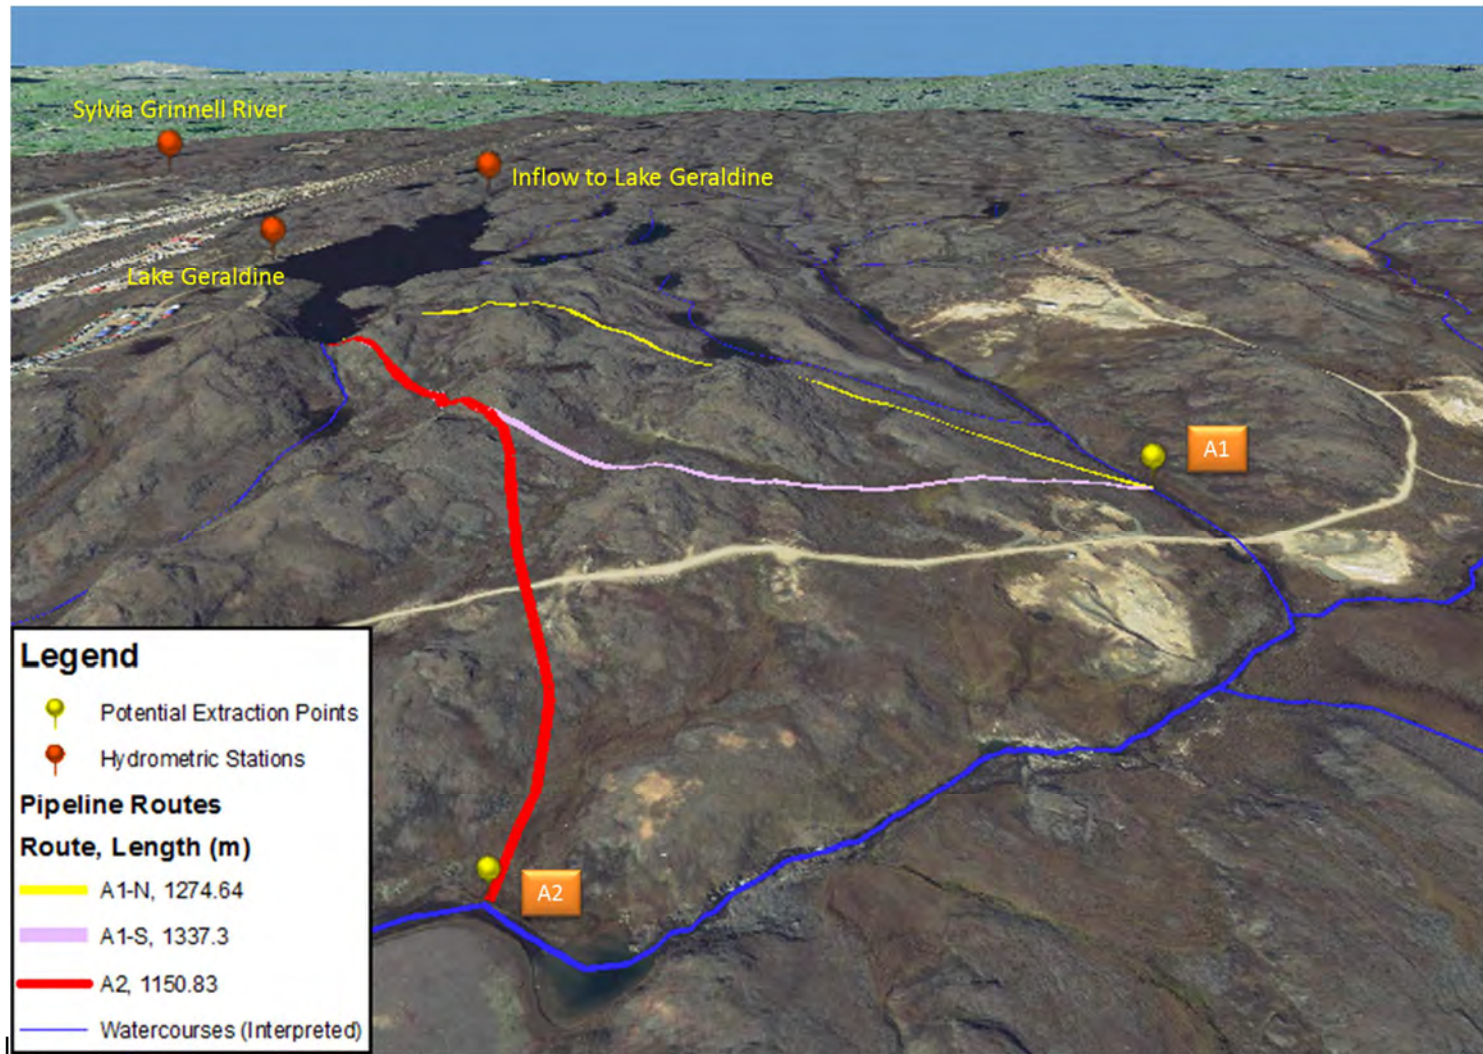 Sylvia Grinnell River
Inflow to Lake Geraldine
Lake Geraldine
A1
A2
Legend
Potential Extraction Points
Hydrometric Stations
Pipeline Routes
Route, Length (m)
A1-N, 1274.64
A1-S, 1337.3
A2, 1150.83
Watercourses (Interpreted)